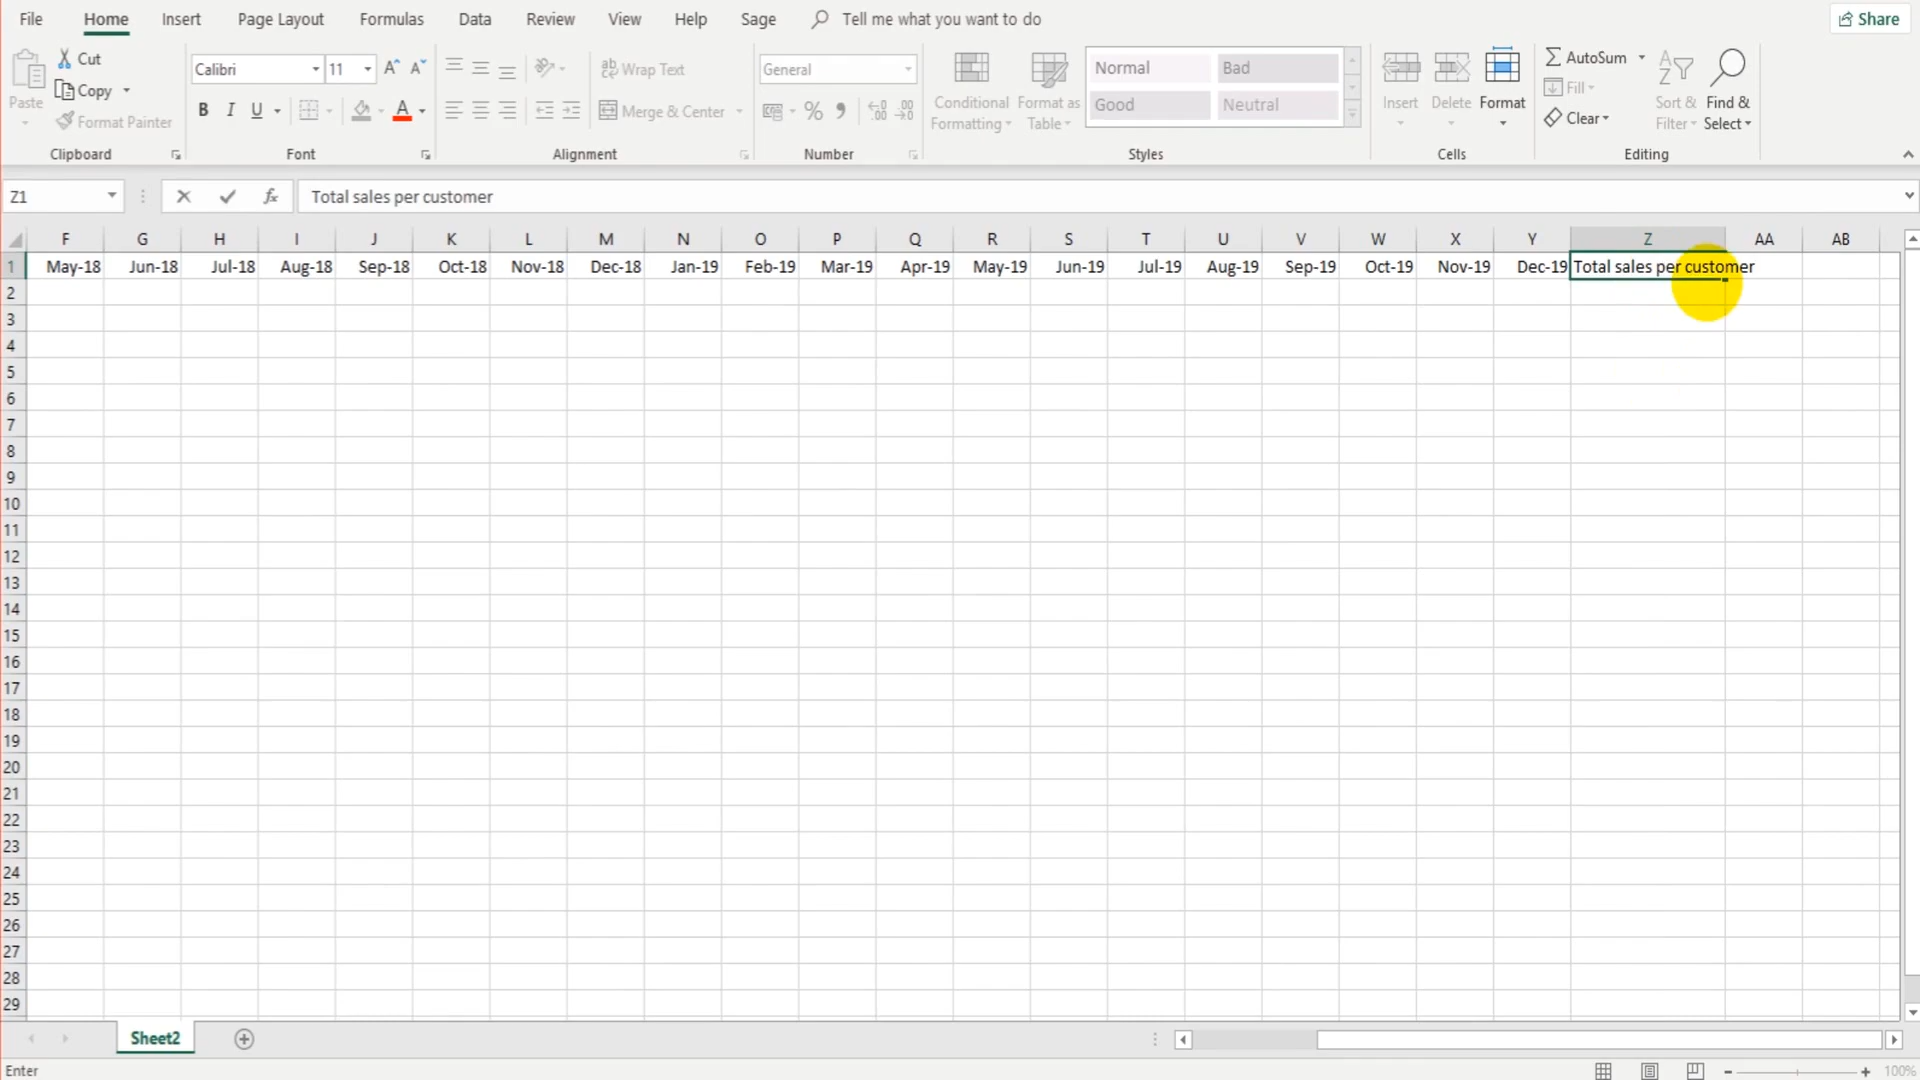 File Home Insert Page Layout Formulas Data Review View Help Sage Tell me what you want to do Share
Paste
Cut
Copy
Format Painter
Clipboard
Calibri 11 A A
B I U A
Font
ab Wrap Text
Merge & Center
Alignment
General
% , .00 .00
Number
Conditional Formatting
Format as Table
Normal Bad
Good Neutral
Styles
Insert Delete Format
Cells
AutoSum
Fill
Clear
Sort & Filter
Find & Select
Editing
Z1 fx Total sales per customer
F G H I J K L M N O P Q R S T U V W X Y Z AA AB
1 May-18 Jun-18 Jul-18 Aug-18 Sep-18 Oct-18 Nov-18 Dec-18 Jan-19 Feb-19 Mar-19 Apr-19 May-19 Jun-19 Jul-19 Aug-19 Sep-19 Oct-19 Nov-19 Dec-19 Total sales per customer
2
3
4
5
6
7
8
9
10
11
12
13
14
15
16
17
18
19
20
21
22
23
24
25
26
27
28
29
Sheet2
Enter 100%